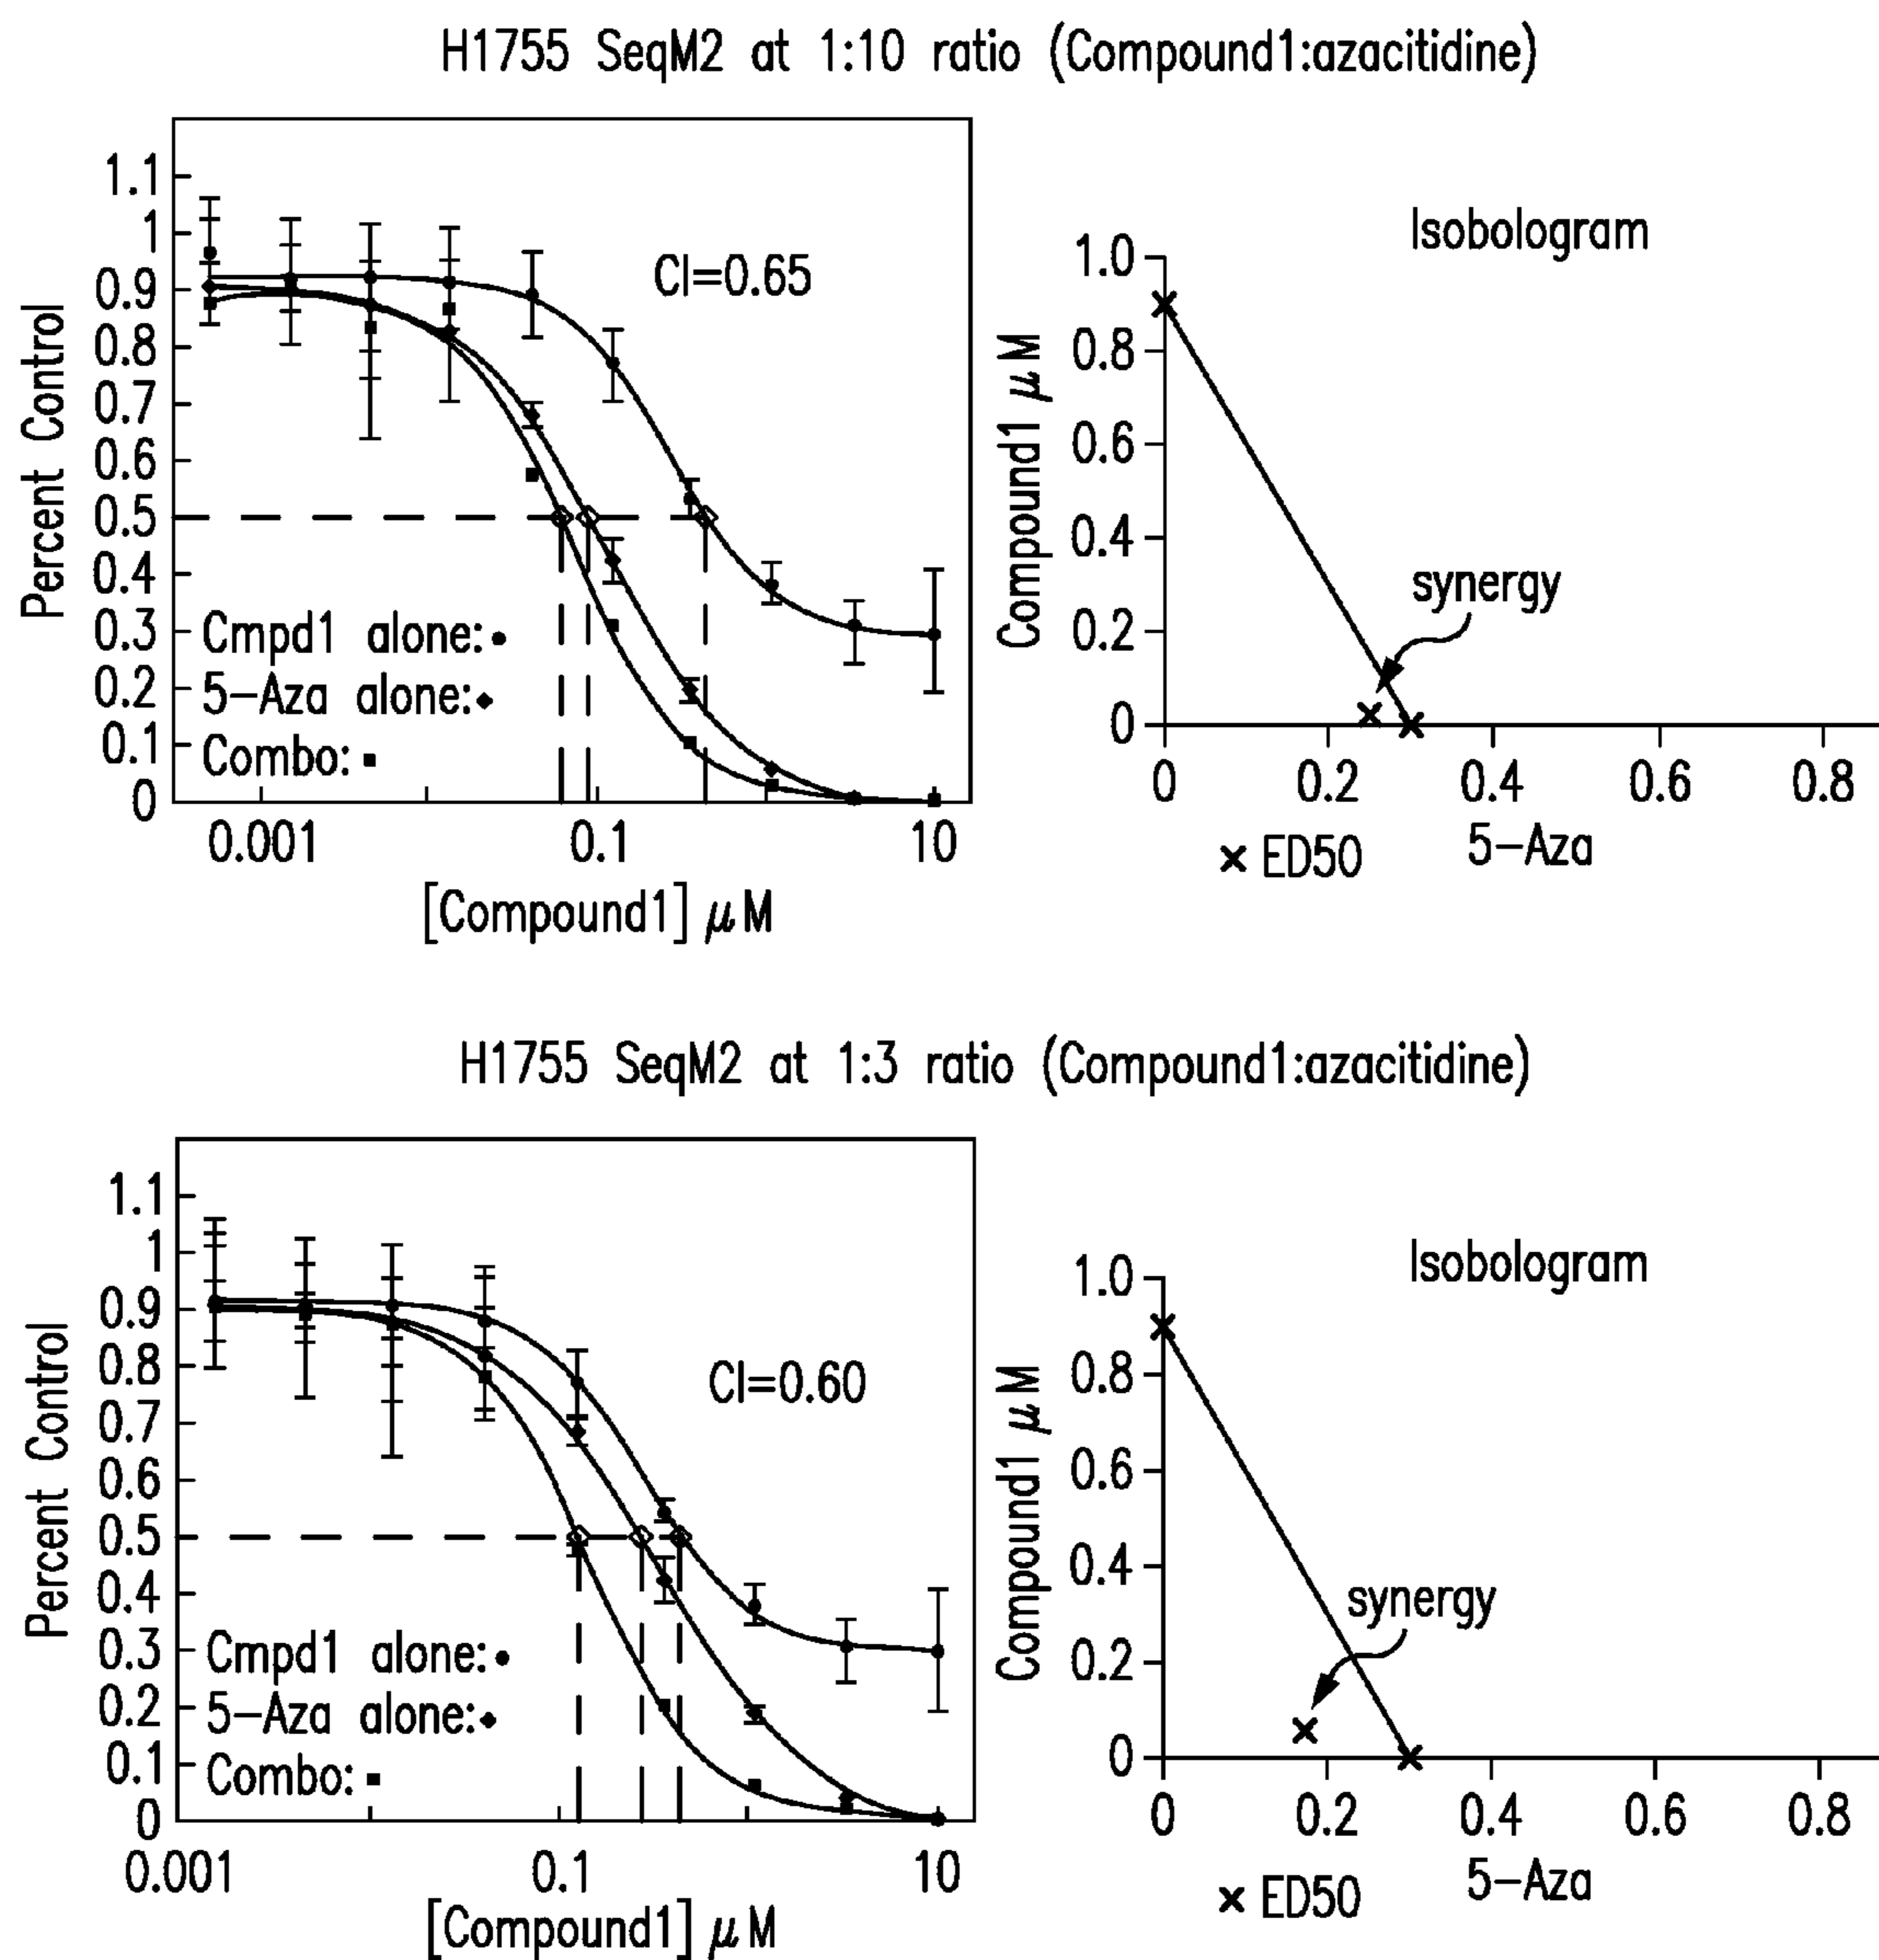 H1755 SeqM2 at 1:10 ratio (Compound1:azacitidine)
Percent Control
1.1
1
0.9
0.8
0.7
0.6
0.5
0.4
0.3
0.2
0.1
0
CI=0.65
Cmpd1 alone:
5-Aza alone:
Combo:
0.001
0.1
10
[Compound1] μM
Isobologram
Compound1 μM
1.0
0.8
0.6
0.4
0.2
0
synergy
0
0.2
0.4
0.6
0.8
× ED50
5-Aza
H1755 SeqM2 at 1:3 ratio (Compound1:azacitidine)
Percent Control
1.1
1
0.9
0.8
0.7
0.6
0.5
0.4
0.3
0.2
0.1
0
CI=0.60
Cmpd1 alone:
5-Aza alone:
Combo:
0.001
0.1
10
[Compound1] μM
Isobologram
Compound1 μM
1.0
0.8
0.6
0.4
0.2
0
synergy
0
0.2
0.4
0.6
0.8
× ED50
5-Aza